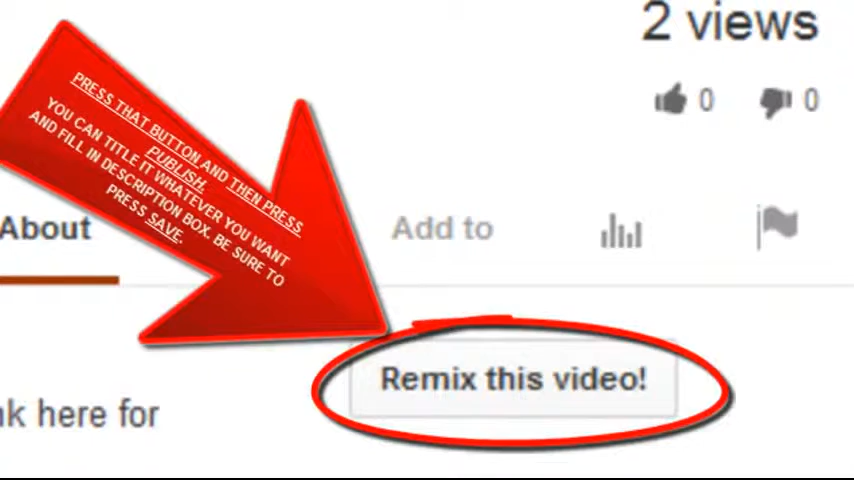 2 views
0 0
PRESS THAT BUTTON AND THEN PRESS
PUBLISH.
YOU CAN TITLE IT WHATEVER YOU WANT
AND FILL IN DESCRIPTION BOX. BE SURE TO
PRESS SAVE.
About Add to
Remix this video!
nk here for